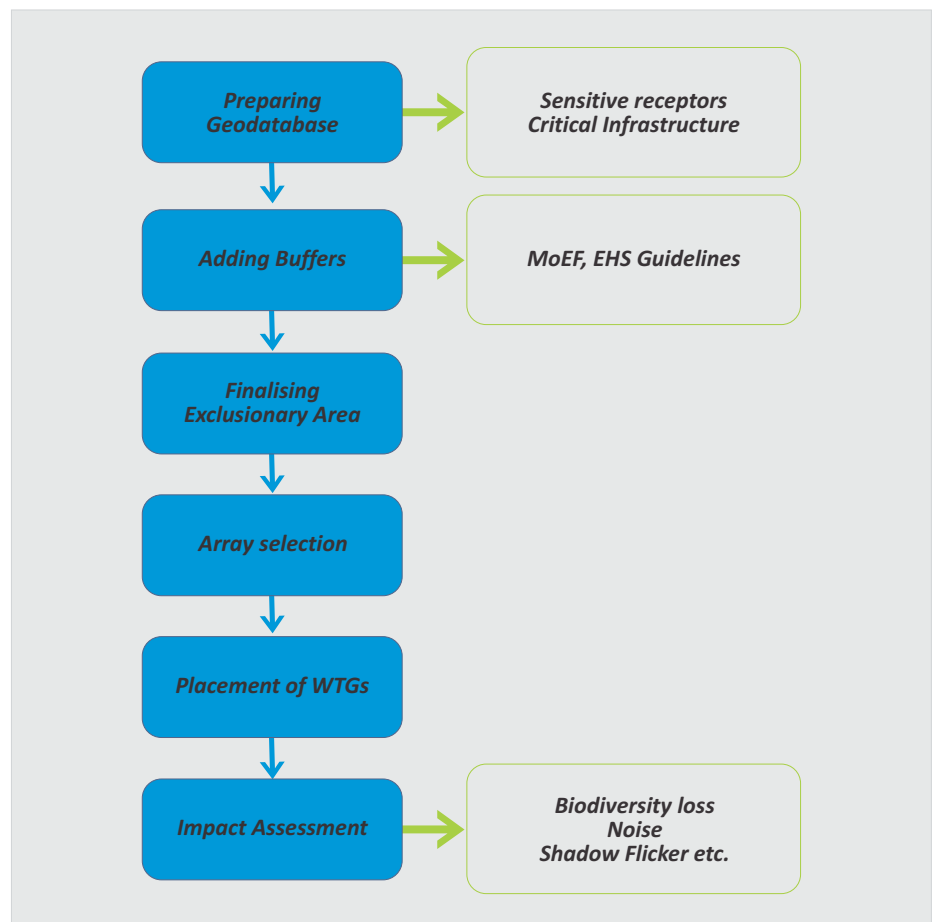 Preparing
Geodatabase
Sensitive receptors
Critical Infrastructure
Adding Buffers
MoEF, EHS Guidelines
Finalising
Exclusionary Area
Array selection
Placement of WTGs
Impact Assessment
Biodiversity loss
Noise
Shadow Flicker etc.